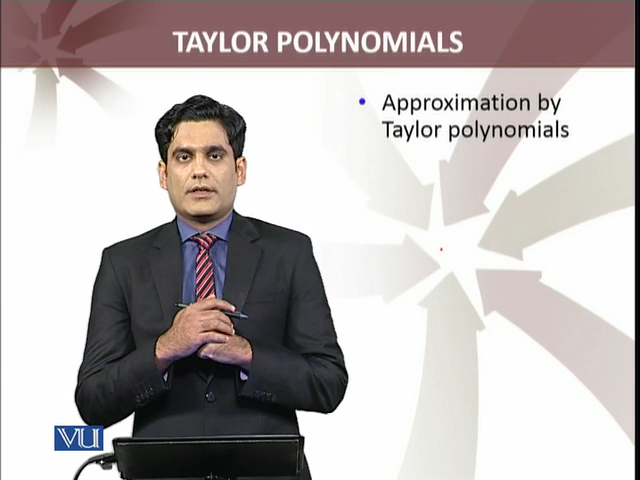 TAYLOR POLYNOMIALS
• Approximation by
Taylor polynomials
VU